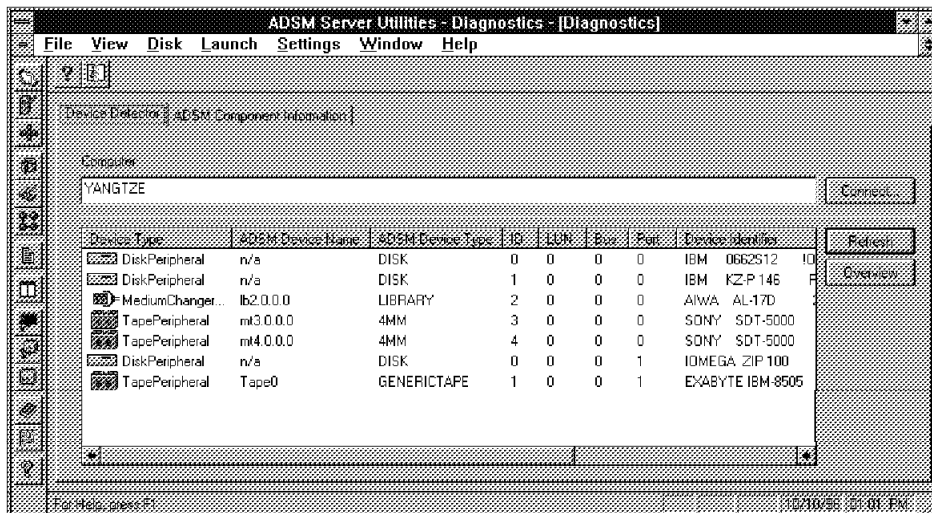 ADSM Server Utilities - Diagnostics - [Diagnostics]
File View Disk Launch Settings Window Help
Device Detector ADSM Component Information
Computer
YANGTZE
Connect...
Device Type ADSM Device Name ADSM Device Type ID LUN Bus Port Device Identifier
Refresh
DiskPeripheral n/a DISK 0 0 0 0 IBM 0662S12
Overview
DiskPeripheral n/a DISK 1 0 0 0 IBM KZ-P 146
MediumChanger... lb2.0.0.0 LIBRARY 2 0 0 0 AIWA AL-17D
TapePeripheral mt3.0.0.0 4MM 3 0 0 0 SONY SDT-5000
TapePeripheral mt4.0.0.0 4MM 4 0 0 0 SONY SDT-5000
DiskPeripheral n/a DISK 0 0 0 1 IOMEGA ZIP 100
TapePeripheral Tape0 GENERICTAPE 1 0 0 1 EXABYTE IBM-8505
For Help, press F1
01:01 PM